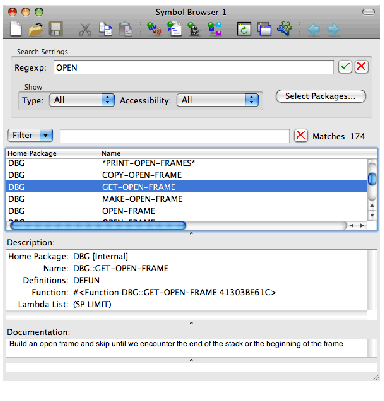 Symbol Browser 1
Search Settings
Regexp: OPEN
Show
Type: All Accessibility All Select Packages...
Filter Matches 174
Home Package Name
DBG *PRINT-OPEN-FRAMES*
DBG COPY-OPEN-FRAME
DBG GET-OPEN-FRAME
DBG MAKE-OPEN-FRAME
DBG OPEN-FRAME
Description:
Home Package: DBG [Internal]
Name: DBG::GET-OPEN-FRAME
Definitions: DEFUN
Function: #<Function DBG::GET-OPEN-FRAME 41303BE61C>
Lambda List: (SP LIMIT)
Documentation:
Build an open frame and skip until we encounter the end of the stack or the beginning of the frame